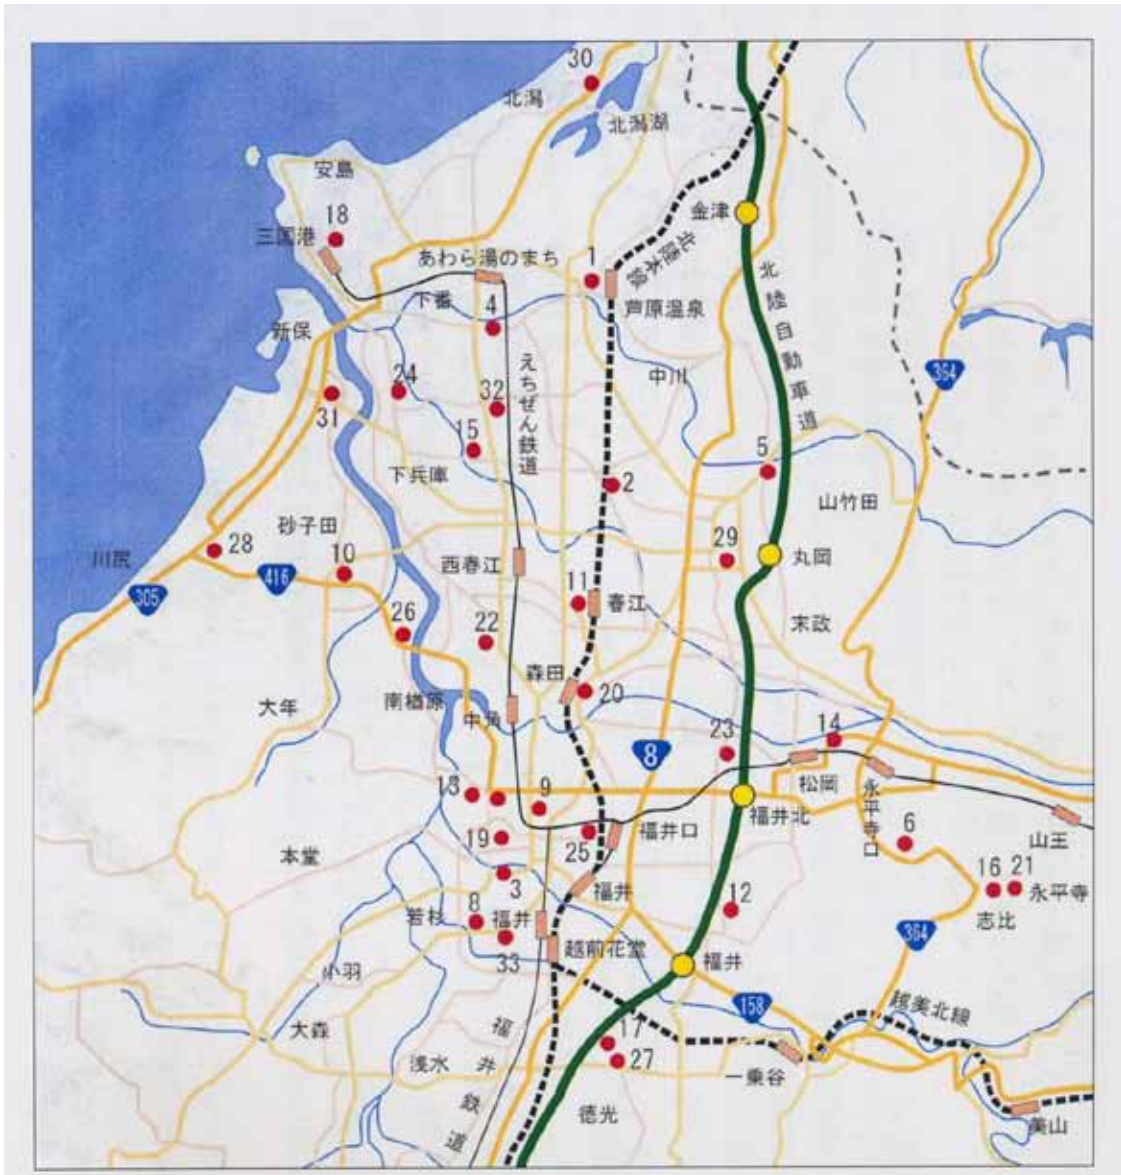 30
北潟
北潟湖
安島
18
三国港
金津
あわら湯のまち
1
北陸本線
芦原温泉
下番
4
新保
北陸自動車道
えちぜん鉄道
中川
364
24
32
31
15
下兵庫
5
2
山竹田
砂子田
28
10
416
西春江
29
丸岡
川尻
305
11
春江
26
22
末政
森田
20
大年
南楢原
中角
23
14
8
松岡
永平寺口
13
9
福井口
福井北
6
山王
本堂
19
25
3
福井
16
21
永平寺
志比
12
若杉
8
福井
33
越前花堂
福井
364
小羽
158
越美北線
大森
17
27
浅水
福井鉄道
一乗谷
徳光
美山